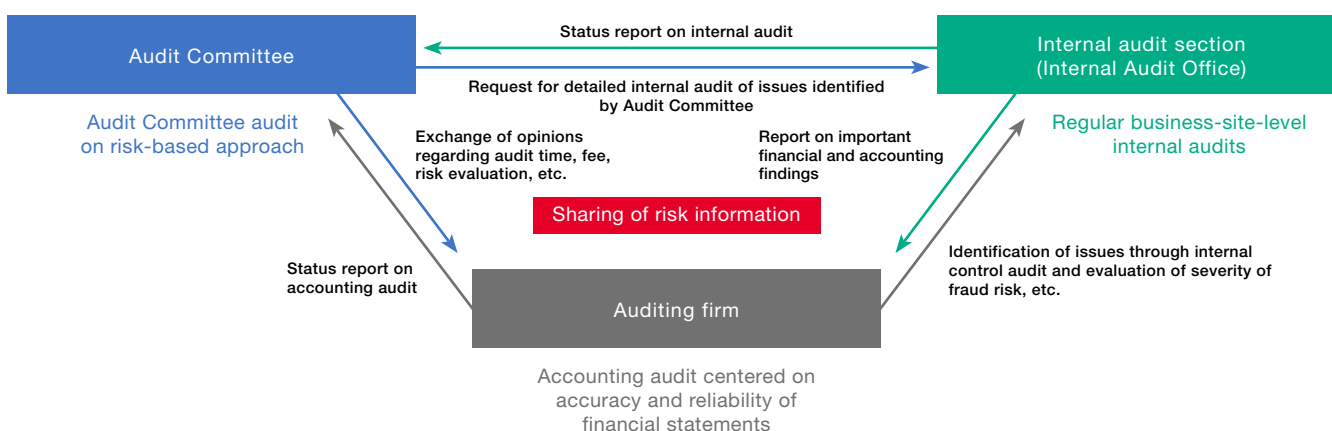 Status report on internal audit
Audit Committee
Internal audit section
(Internal Audit Office)
Request for detailed internal audit of issues identified
by Audit Committee
Audit Committee audit
on risk-based approach
Exchange of opinions
regarding audit time, fee,
risk evaluation, etc.
Report on important
financial and accounting
findings
Regular business-site-level
internal audits
Sharing of risk information
Status report on
accounting audit
Identification of issues through internal
control audit and evaluation of severity of
fraud risk, etc.
Auditing firm
Accounting audit centered on
accuracy and reliability of
financial statements